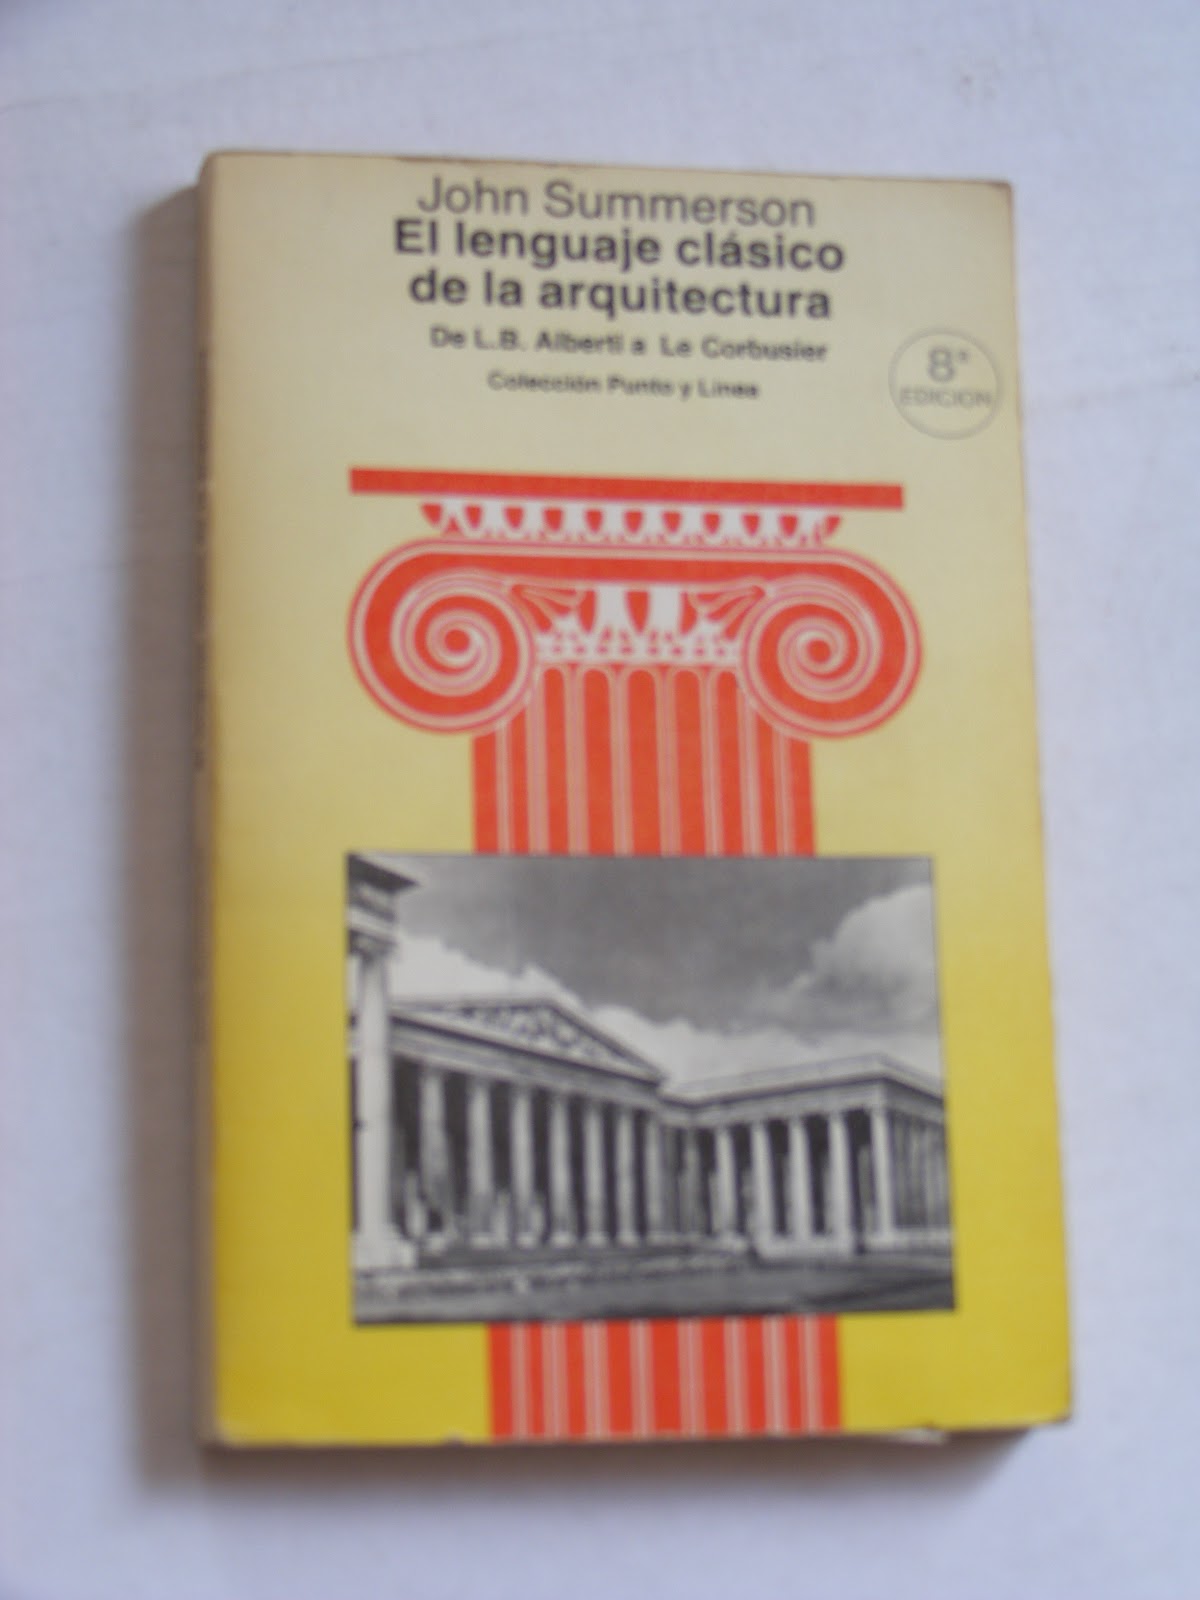 John Summerson
El lenguaje clásico
de la arquitectura
De L.B. Alberti a Le Corbusier
Colección Punto y Línea
8ª
EDICION